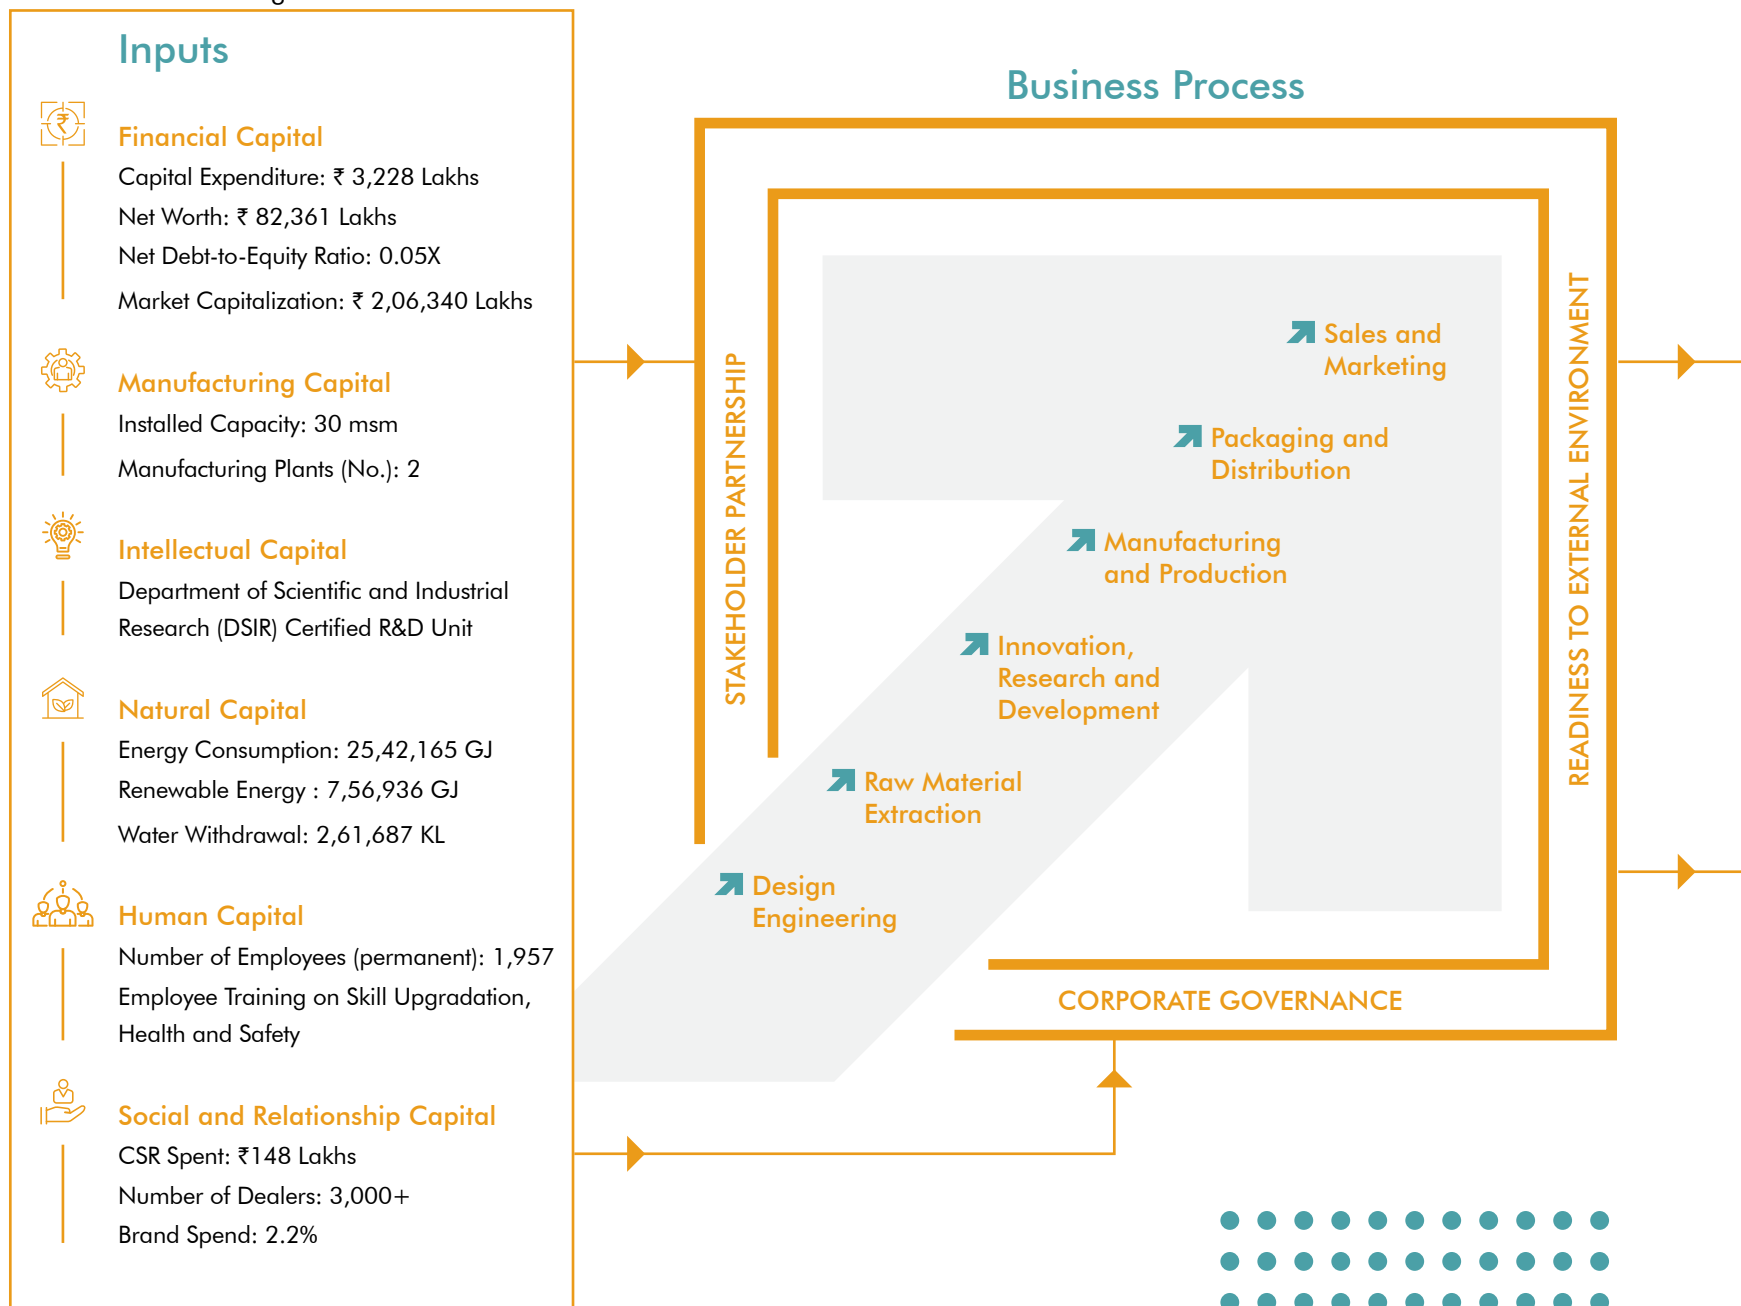 Inputs
Financial Capital
Capital Expenditure: ₹ 3,228 Lakhs
Net Worth: ₹ 82,361 Lakhs
Net Debt-to-Equity Ratio: 0.05X
Market Capitalization: ₹ 2,06,340 Lakhs
Manufacturing Capital
Installed Capacity: 30 msm
Manufacturing Plants (No.): 2
Intellectual Capital
Department of Scientific and Industrial
Research (DSIR) Certified R&D Unit
Natural Capital
Energy Consumption: 25,42,165 GJ
Renewable Energy : 7,56,936 GJ
Water Withdrawal: 2,61,687 KL
Human Capital
Number of Employees (permanent): 1,957
Employee Training on Skill Upgradation,
Health and Safety
Social and Relationship Capital
CSR Spent: ₹148 Lakhs
Number of Dealers: 3,000+
Brand Spend: 2.2%
Business Process
STAKEHOLDER PARTNERSHIP
Sales and
Marketing
Packaging and
Distribution
Manufacturing
and Production
Innovation,
Research and
Development
Raw Material
Extraction
Design
Engineering
READINESS TO EXTERNAL ENVIRONMENT
CORPORATE GOVERNANCE